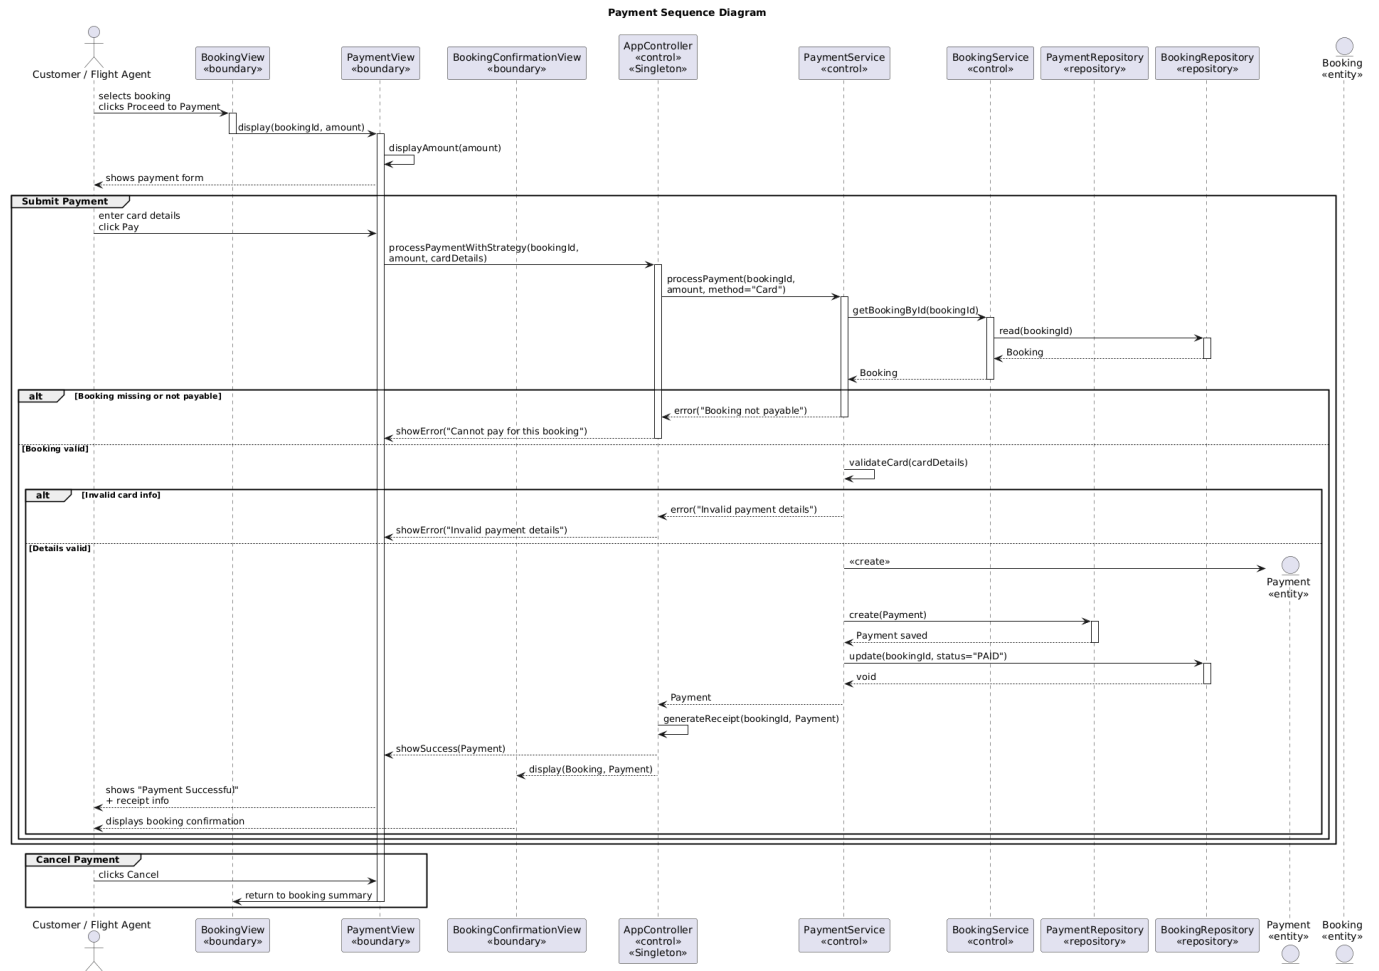 Payment Sequence Diagram
Customer / Flight Agent
BookingView
«boundary»
PaymentView
«boundary»
BookingConfirmationView
«boundary»
AppController
«control»
«Singleton»
PaymentService
«control»
BookingService
«control»
PaymentRepository
«repository»
BookingRepository
«repository»
Booking
«entity»
selects booking
clicks Proceed to Payment
display(bookingId, amount)
displayAmount(amount)
shows payment form
Submit Payment
enter card details
click Pay
processPaymentWithStrategy(bookingId,
amount, cardDetails)
processPayment(bookingId,
amount, method="Card")
getBookingById(bookingId)
read(bookingId)
Booking
Booking
alt [Booking missing or not payable]
error("Booking not payable")
showError("Cannot pay for this booking")
[Booking valid]
validateCard(cardDetails)
alt [Invalid card info]
error("Invalid payment details")
showError("Invalid payment details")
[Details valid]
«create»
Payment
«entity»
create(Payment)
Payment saved
update(bookingId, status="PAID")
void
Payment
generateReceipt(bookingId, Payment)
showSuccess(Payment)
display(Booking, Payment)
shows "Payment Successful"
+ receipt info
displays booking confirmation
Cancel Payment
clicks Cancel
return to booking summary
Customer / Flight Agent
BookingView
«boundary»
PaymentView
«boundary»
BookingConfirmationView
«boundary»
AppController
«control»
«Singleton»
PaymentService
«control»
BookingService
«control»
PaymentRepository
«repository»
BookingRepository
«repository»
Payment
«entity»
Booking
«entity»